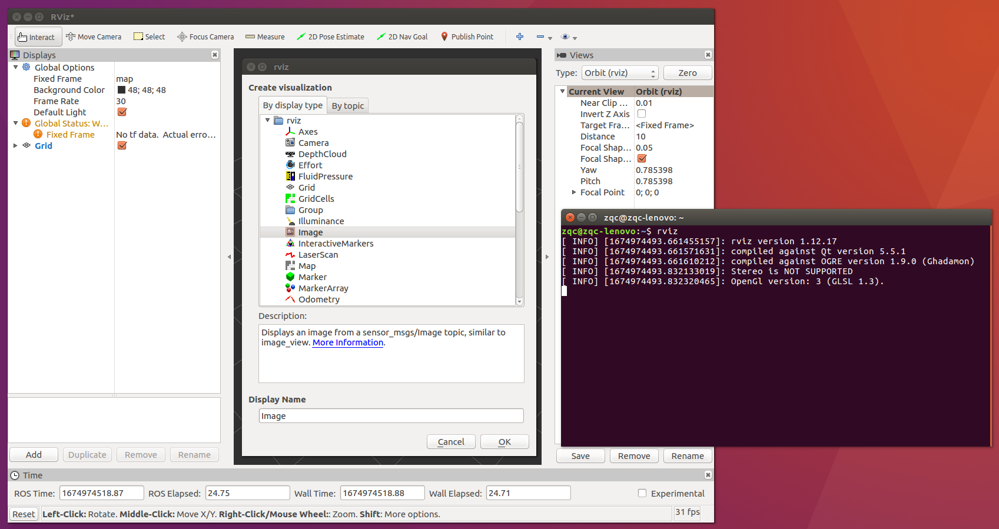 RViz*
Interact Move Camera Select Focus Camera Measure 2D Pose Estimate 2D Nav Goal Publish Point
Displays
Global Options
Fixed Frame map
Background Color 48; 48; 48
Frame Rate 30
Default Light
Global Status: W...
Fixed Frame No tf data. Actual erro...
Grid
Add Duplicate Remove Rename
rviz
Create visualization
By display type By topic
rviz
Axes
Camera
DepthCloud
Effort
FluidPressure
Grid
GridCells
Group
Illuminance
Image
InteractiveMarkers
LaserScan
Map
Marker
MarkerArray
Odometry
Description:
Displays an image from a sensor_msgs/Image topic, similar to
image_view. More Information.
Display Name
Image
Cancel OK
Views
Type: Orbit (rviz) Zero
Current View Orbit (rviz)
Near Clip ... 0.01
Invert Z Axis
Target Fra... <Fixed Frame>
Distance 10
Focal Shap... 0.05
Focal Shap...
Yaw 0.785398
Pitch 0.785398
Focal Point 0; 0; 0
Save Remove Rename
zqc@zqc-lenovo: ~
zqc@zqc-lenovo:~$ rviz
[ INFO] [1674974493.661455157]: rviz version 1.12.17
[ INFO] [1674974493.661571631]: compiled against Qt version 5.5.1
[ INFO] [1674974493.661610212]: compiled against OGRE version 1.9.0 (Ghadamon)
[ INFO] [1674974493.832133019]: Stereo is NOT SUPPORTED
[ INFO] [1674974493.832320465]: OpenGl version: 3 (GLSL 1.3).
Time
ROS Time: 1674974518.87 ROS Elapsed: 24.75 Wall Time: 1674974518.88 Wall Elapsed: 24.71 Experimental
Reset Left-Click: Rotate. Middle-Click: Move X/Y. Right-Click/Mouse Wheel:: Zoom. Shift: More options. 31 fps